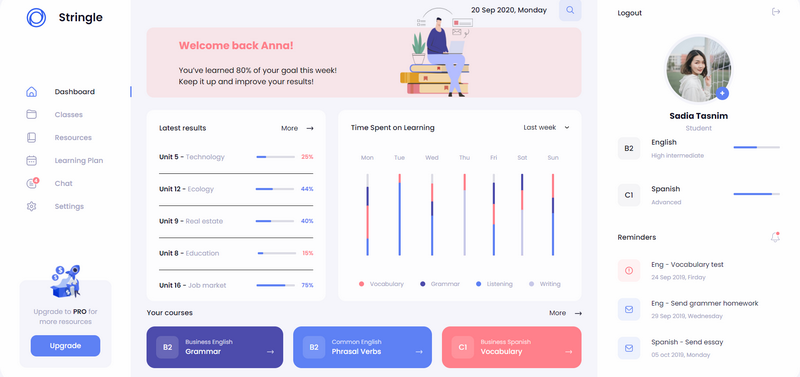 Stringle
Dashboard
Classes
Resources
Learning Plan
Chat
Settings
Upgrade to PRO for
more resources
Upgrade
20 Sep 2020, Monday
Welcome back Anna!
You've learned 80% of your goal this week!
Keep it up and improve your results!
Latest results
More
Unit 5 - Technology
25%
Unit 12 - Ecology
44%
Unit 9 - Real estate
40%
Unit 8 - Education
15%
Unit 16 - Job market
75%
Time Spent on Learning
Last week
Mon Tue Wed Thu Fri Sat Sun
Vocabulary Grammar Listening Writing
Your courses
More
B2
Business English
Grammar
B2
Common English
Phrasal Verbs
C1
Business Spanish
Vocabulary
Logout
Sadia Tasnim
Student
B2
English
High Intermediate
C1
Spanish
Advanced
Reminders
Eng - Vocabulary test
24 Sep 2019, Firday
Eng - Send grammer homework
29 Sep 2019, Wednesday
Spanish - Send essay
05 oct 2019, Monday